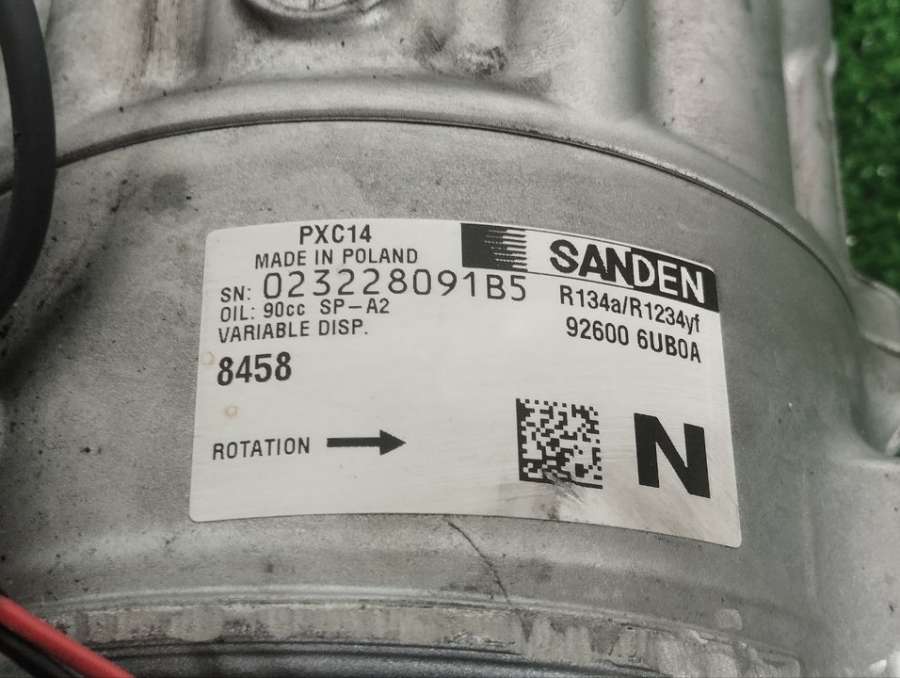 PXC14
MADE IN POLAND
SANDEN
SN: 023228091B5
R134a/R1234yf
OIL: 90cc SP-A2
92600 6UB0A
VARIABLE DISP.
8458
ROTATION
N